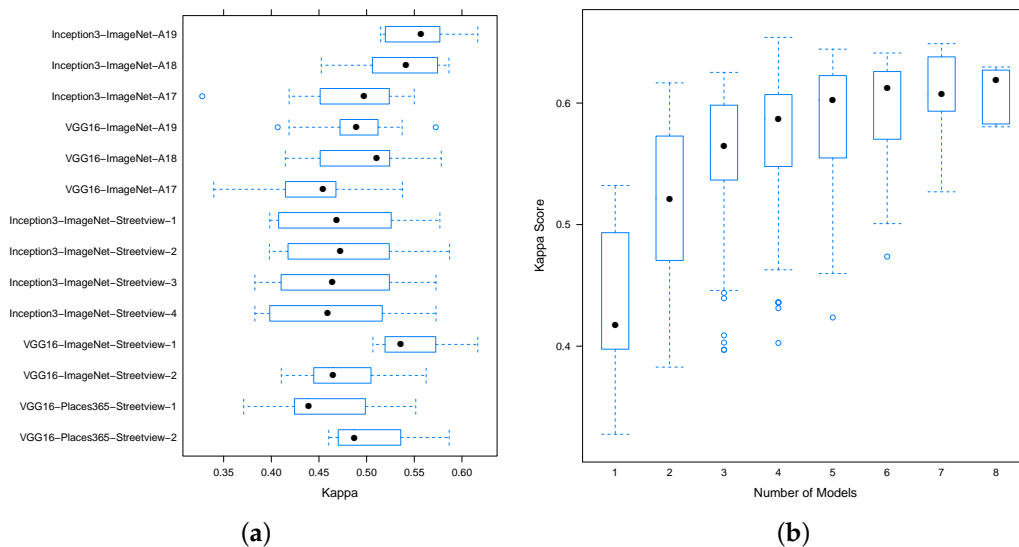 Inception3−ImageNet−A19
Inception3−ImageNet−A18
Inception3−ImageNet−A17
VGG16−ImageNet−A19
VGG16−ImageNet−A18
VGG16−ImageNet−A17
Inception3−ImageNet−Streetview−1
Inception3−ImageNet−Streetview−2
Inception3−ImageNet−Streetview−3
Inception3−ImageNet−Streetview−4
VGG16−ImageNet−Streetview−1
VGG16−ImageNet−Streetview−2
VGG16−Places365−Streetview−1
VGG16−Places365−Streetview−2
0.35 0.40 0.45 0.50 0.55 0.60
Kappa
(a)
Kappa Score
0.6
0.5
0.4
1 2 3 4 5 6 7 8
Number of Models
(b)